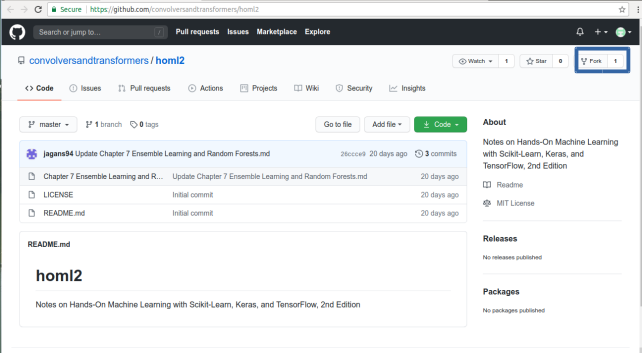 Secure https://github.com/convolversandtransformers/homl2
Search or jump to... / Pull requests Issues Marketplace Explore
convolversandtransformers / homl2 Watch 1 Star 0 Fork 1
Code Issues Pull requests Actions Projects Wiki Security Insights
master 1 branch 0 tags Go to file Add file Code
jagans94 Update Chapter 7 Ensemble Learning and Random Forests.md 26ccce9 20 days ago 3 commits
Chapter 7 Ensemble Learning and R... Update Chapter 7 Ensemble Learning and Random Forests.md 20 days ago
LICENSE Initial commit 20 days ago
README.md Initial commit 20 days ago
README.md
homl2
Notes on Hands-On Machine Learning with Scikit-Learn, Keras, and TensorFlow, 2nd Edition
About
Notes on Hands-On Machine Learning
with Scikit-Learn, Keras, and
TensorFlow, 2nd Edition
Readme
MIT License
Releases
No releases published
Packages
No packages published